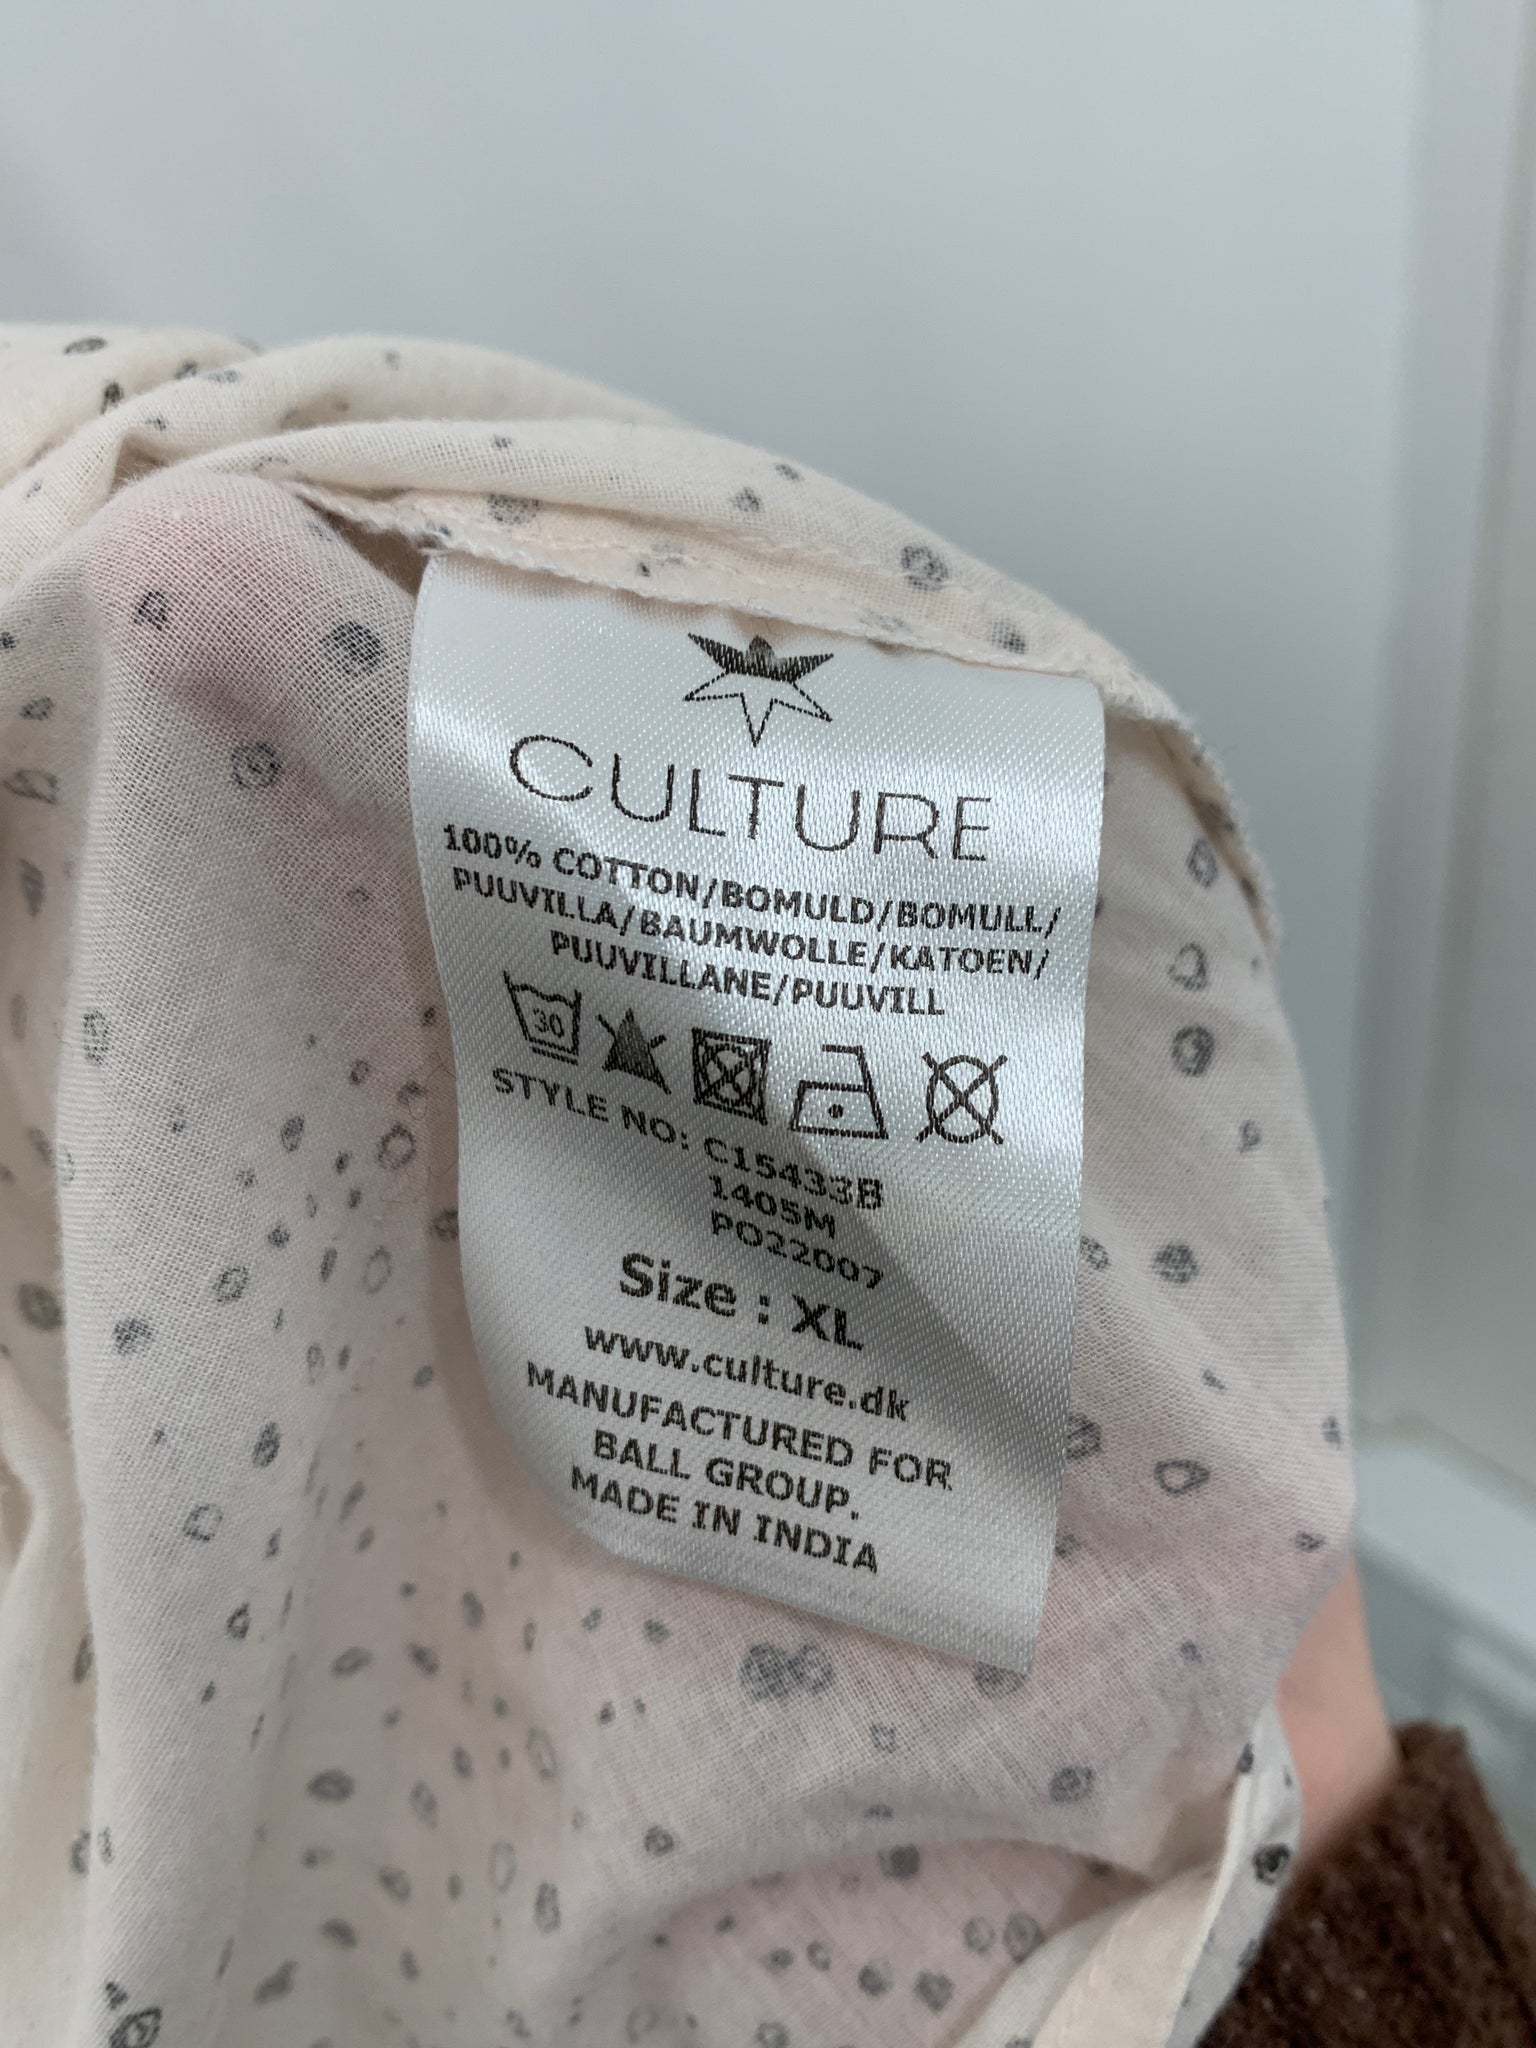 CULTURE
100% COTTON/BOMULD/BOMULL/
PUUVILLA/BAUMWOLLE/KATOEN/
PUUVILLANE/PUUVILL
30
STYLE NO: C15433B
1405M
PO22007
Size : XL
www.culture.dk
MANUFACTURED FOR
BALL GROUP.
MADE IN INDIA